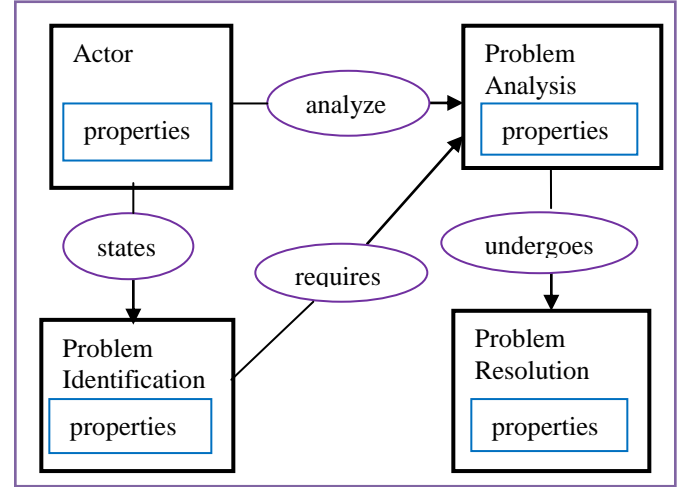 Actor
properties
analyze
Problem
Analysis
properties
states
requires
undergoes
Problem
Identification
properties
Problem
Resolution
properties